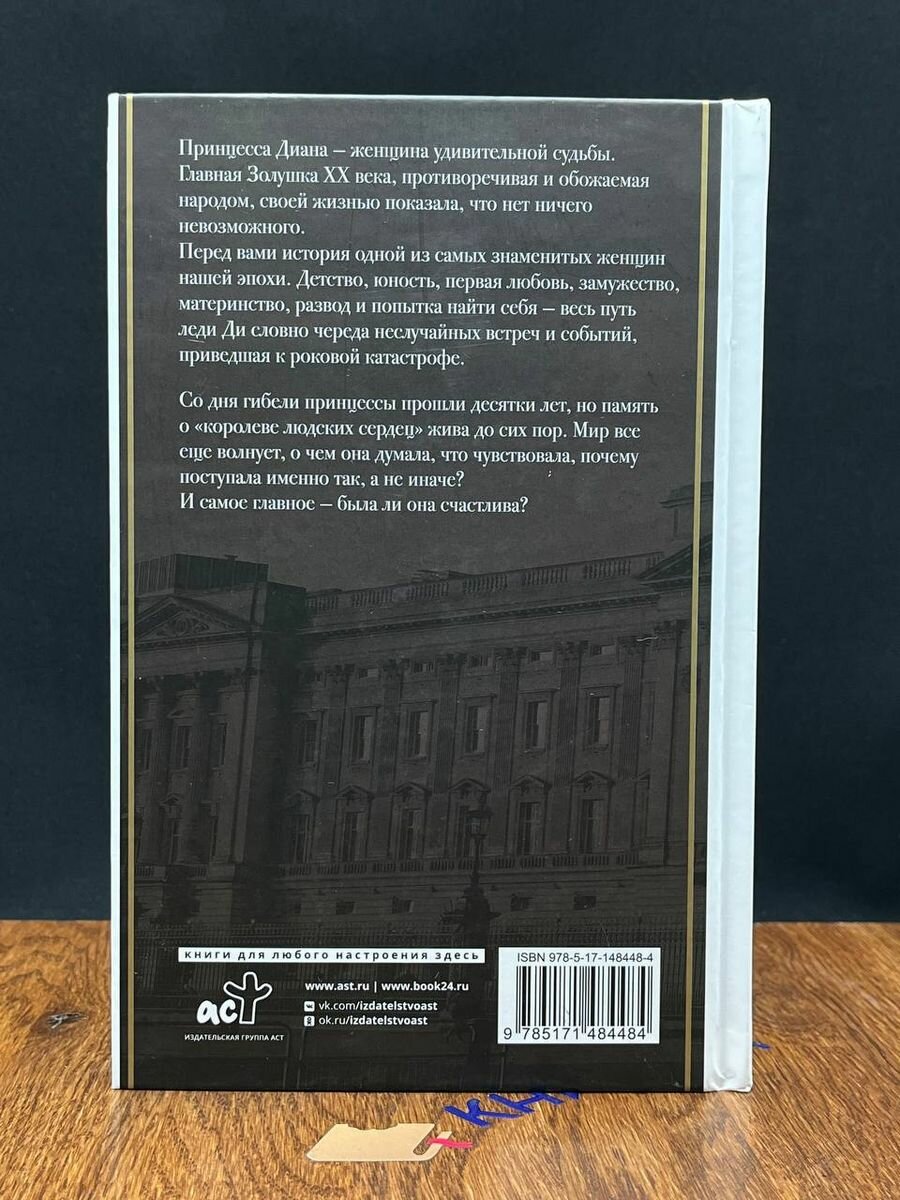 Принцесса Диана – женщина удивительной судьбы.
Главная Золушка XX века, противоречивая и обожаемая
народом, своей жизнью показала, что нет ничего
невозможного.
Перед вами история одной из самых знаменитых женщин
нашей эпохи. Детство, юность, первая любовь, замужество,
материнство, развод и попытка найти себя – весь путь
леди Ди словно череда неслучайных встреч и событий,
приведшая к роковой катастрофе.
Со дня гибели принцессы прошли десятки лет, но память
о «королеве людских сердец» жива до сих пор. Мир все
еще волнует, о чем она думала, что чувствовала, почему
поступала именно так, а не иначе?
И самое главное – была ли она счастлива?
книги для любого настроения здесь
аст
ИЗДАТЕЛЬСКАЯ ГРУППА АСТ
www.ast.ru | www.book24.ru
vk.com/izdatelstvoast
ok.ru/izdatelstvoast
ISBN 978-5-17-148448-4
9 785171 484484